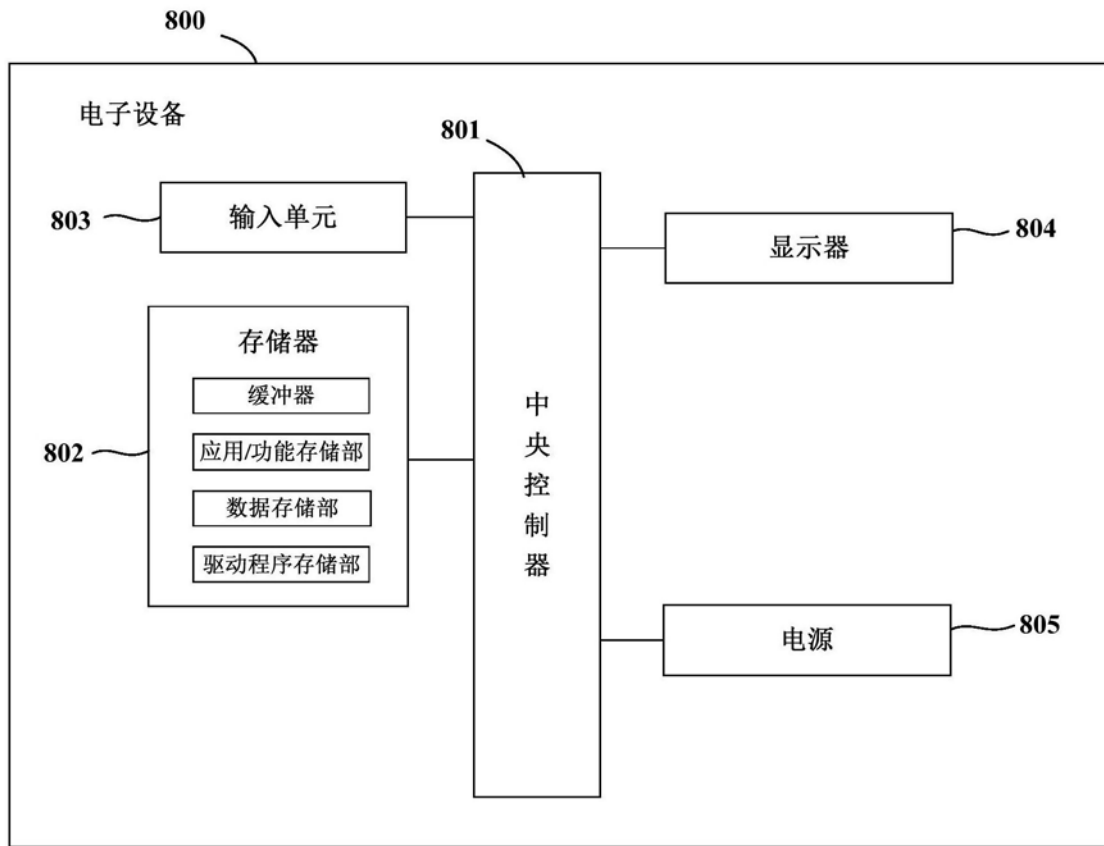 800
电子设备
801
803
输入单元
804
显示器
存储器
缓冲器
802
应用/功能存储部
数据存储部
驱动程序存储部
中央控制器
805
电源